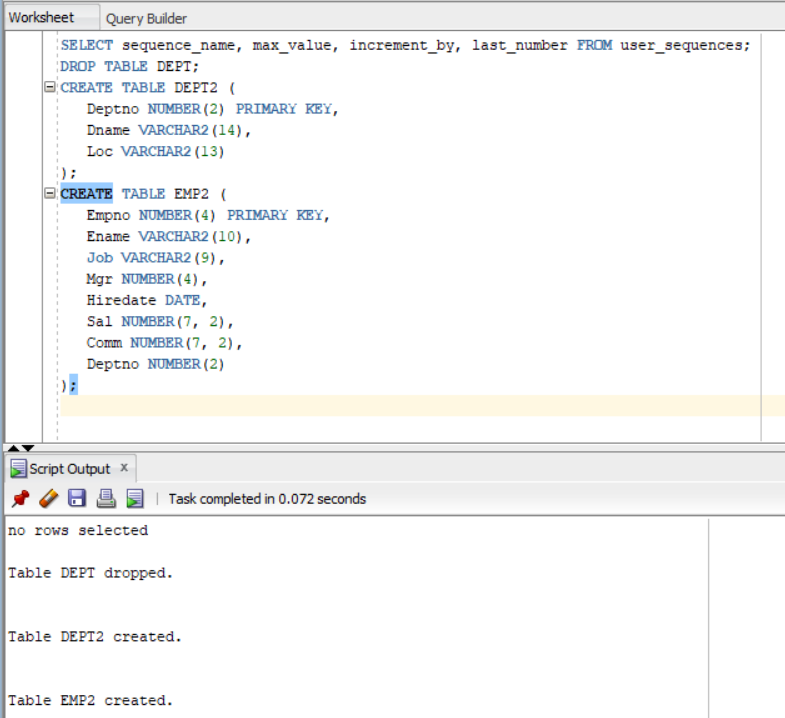 Worksheet Query Builder
SELECT sequence_name, max_value, increment_by, last_number FROM user_sequences;
DROP TABLE DEPT;
CREATE TABLE DEPT2 (
Deptno NUMBER(2) PRIMARY KEY,
Dname VARCHAR2(14),
Loc VARCHAR2(13)
);
CREATE TABLE EMP2 (
Empno NUMBER(4) PRIMARY KEY,
Ename VARCHAR2(10),
Job VARCHAR2(9),
Mgr NUMBER(4),
Hiredate DATE,
Sal NUMBER(7, 2),
Comm NUMBER(7, 2),
Deptno NUMBER(2)
);
Script Output x
Task completed in 0.072 seconds
no rows selected
Table DEPT dropped.
Table DEPT2 created.
Table EMP2 created.